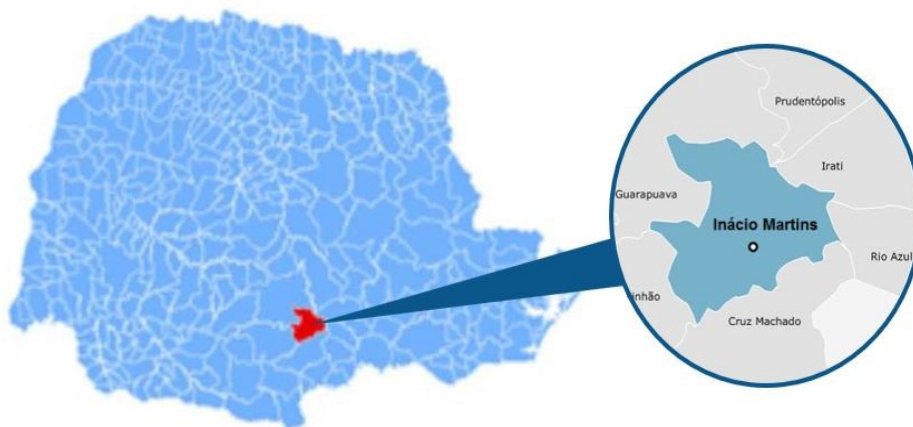 Prudentópolis
Irati
Guarapuava
Inácio Martins
Rio Azul
inhão
Cruz Machado